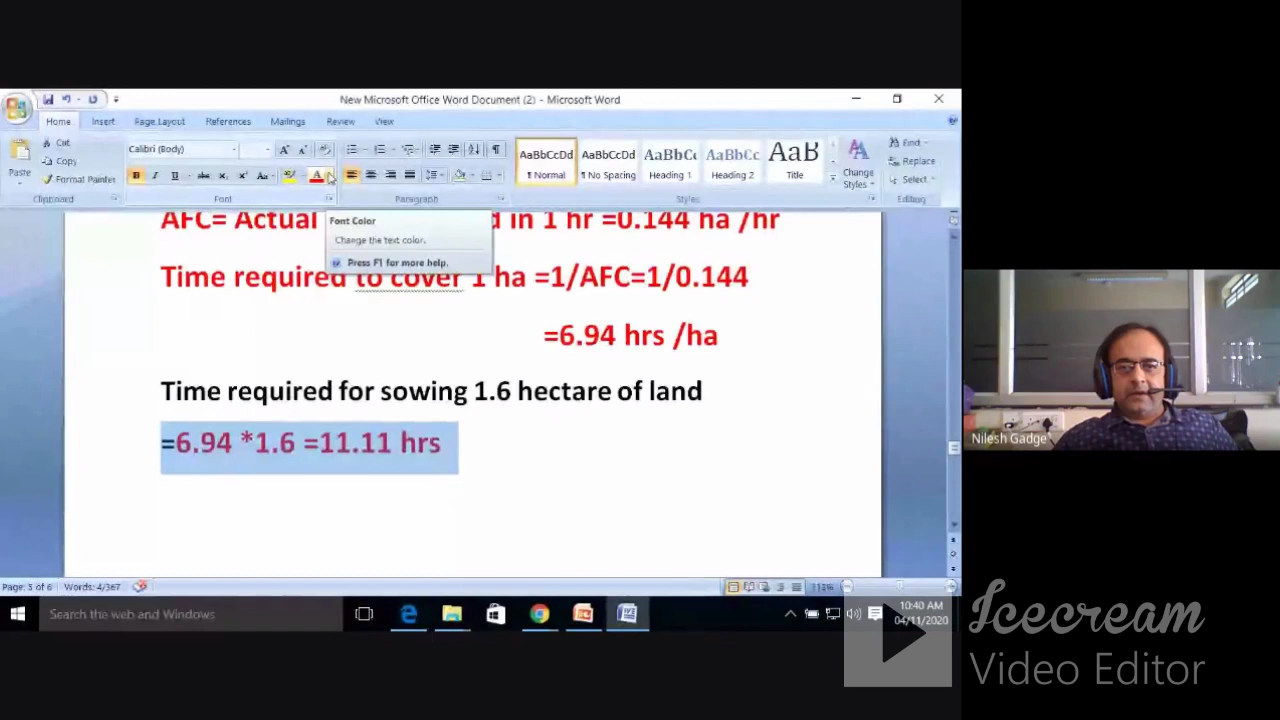 New Microsoft Office Word Document (2) - Microsoft Word
Home Insert Page Layout References Mailings Review View
Paste
Cut
Copy
Format Painter
Clipboard
Calibri (Body)
Font
Paragraph
AaBbCcDd AaBbCcDd AaBbCc AaBbCc AaB
¶ Normal ¶ No Spacing Heading 1 Heading 2 Title
Change Styles
Styles
Find
Replace
Select
Editing
Font Color
Change the text color.
Press F1 for more help.
AFC= Actual in 1 hr =0.144 ha /hr
Time required to cover 1 ha =1/AFC=1/0.144
=6.94 hrs /ha
Time required for sowing 1.6 hectare of land
=6.94 *1.6 =11.11 hrs
Nilesh Gadge
Page: 5 of 6 Words: 4/367
Search the web and Windows
10:40 AM
04/11/2020
Icecream
Video Editor